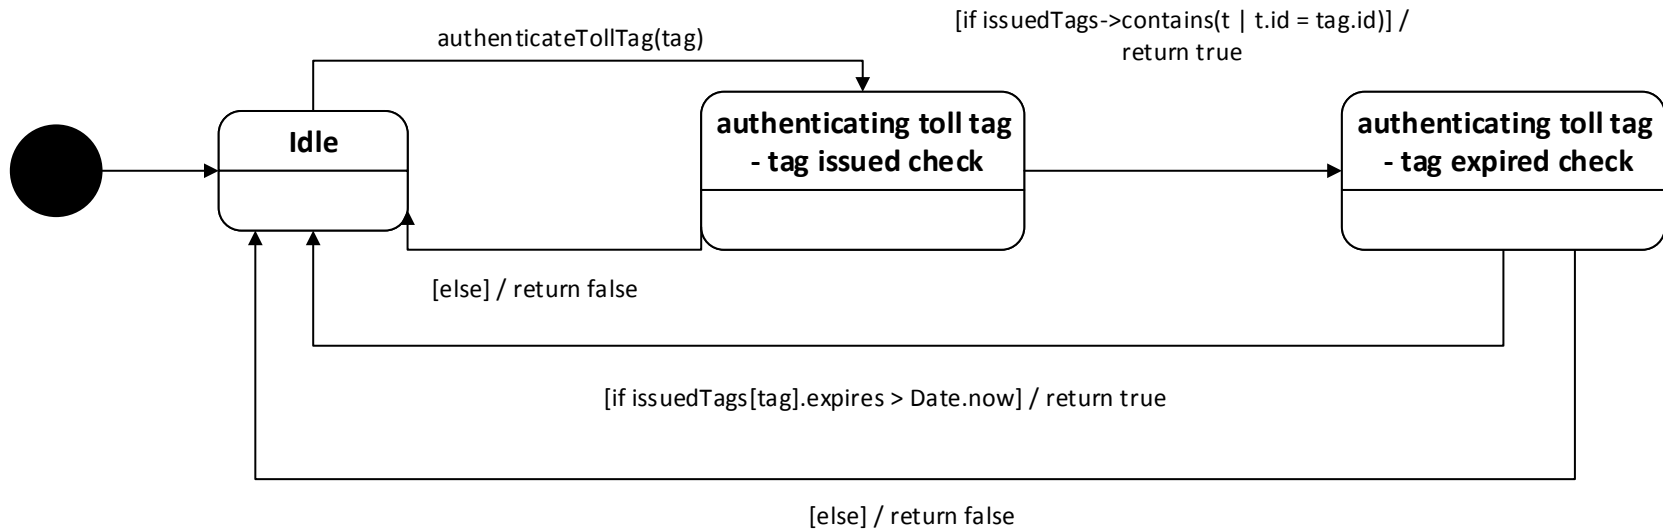 [if issuedTags->contains(t | t.id = tag.id)] /
return true
authenticateTollTag(tag)
Idle
authenticating toll tag
- tag issued check
authenticating toll tag
- tag expired check
[else] / return false
[if issuedTags[tag].expires > Date.now] / return true
[else] / return false